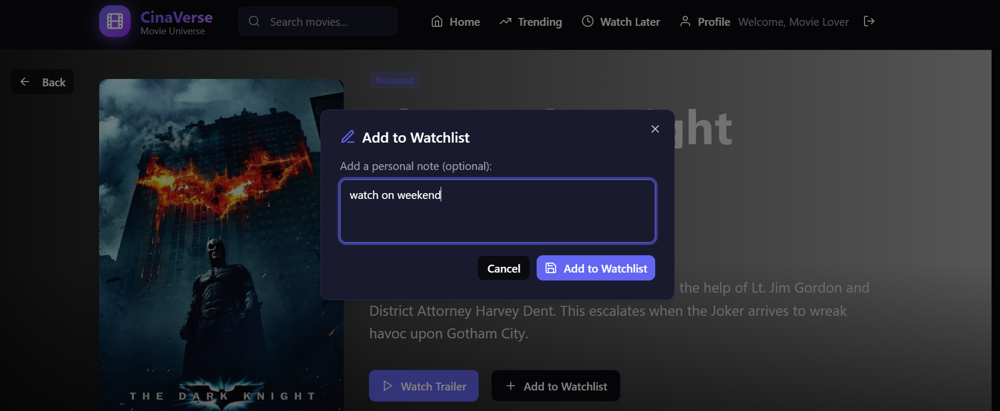 CinaVerse
Movie Universe
Search movies...
Home
Trending
Watch Later
Profile
Welcome, Movie Lover
Back
Released
ght
Add to Watchlist
Add a personal note (optional):
watch on weekend
Cancel
Add to Watchlist
the help of Lt. Jim Gordon and
District Attorney Harvey Dent. This escalates when the Joker arrives to wreak
havoc upon Gotham City.
Watch Trailer
Add to Watchlist
THE DARK KNIGHT